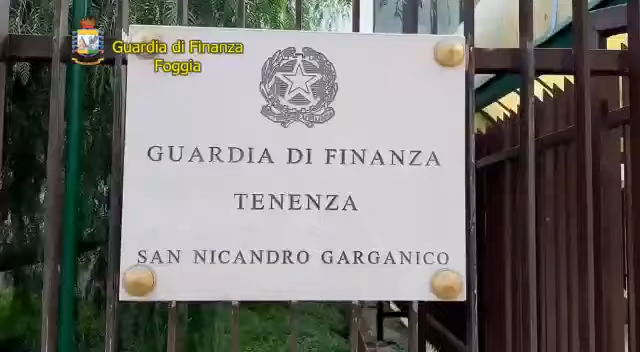 Guardia di Finanza
Foggia
GUARDIA DI FINANZA
TENENZA
SAN NICANDRO GARGANICO